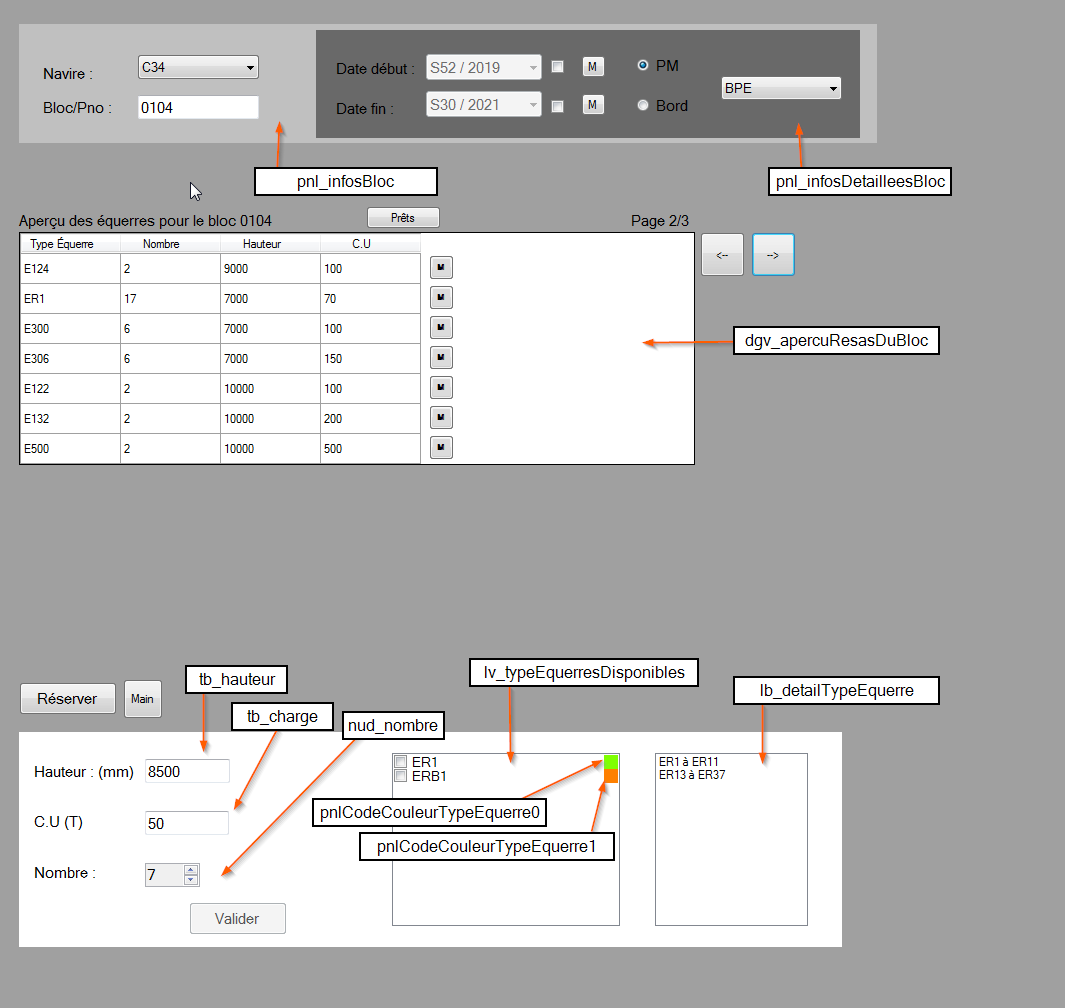 Navire :
C34
Bloc/Pno :
0104
Date début :
S52 / 2019
M
PM
Date fin :
S30 / 2021
M
Bord
BPE
pnl_infosBloc
pnl_infosDetailleesBloc
Aperçu des équerres pour le bloc 0104
Prêts
Page 2/3
<--
-->
Type Équerre Nombre Hauteur C.U
E124 2 9000 100 M
ER1 17 7000 70 M
E300 6 7000 100 M
E306 6 7000 150 M
E122 2 10000 100 M
E132 2 10000 200 M
E500 2 10000 500 M
dgv_apercuResasDuBloc
tb_hauteur
lv_typeEquerresDisponibles
lb_detailTypeEquerre
Réserver
Main
tb_charge
nud_nombre
Hauteur : (mm)
8500
C.U (T)
50
Nombre :
7
Valider
ER1
ERB1
pnlCodeCouleurTypeEquerre0
pnlCodeCouleurTypeEquerre1
ER1 à ER11
ER13 à ER37